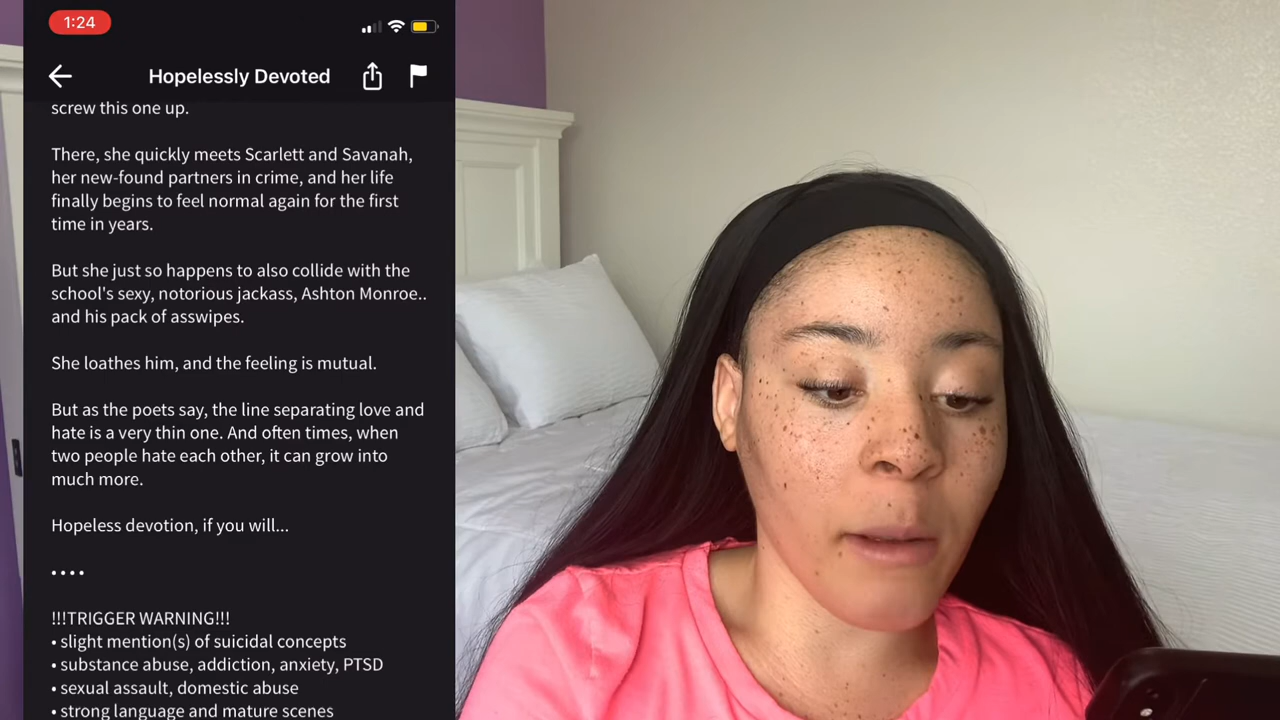 1:24
Hopelessly Devoted
screw this one up.
There, she quickly meets Scarlett and Savanah,
her new-found partners in crime, and her life
finally begins to feel normal again for the first
time in years.
But she just so happens to also collide with the
school's sexy, notorious jackass, Ashton Monroe..
and his pack of asswipes.
She loathes him, and the feeling is mutual.
But as the poets say, the line separating love and
hate is a very thin one. And often times, when
two people hate each other, it can grow into
much more.
Hopeless devotion, if you will...
....
!!!TRIGGER WARNING!!!
• slight mention(s) of suicidal concepts
• substance abuse, addiction, anxiety, PTSD
• sexual assault, domestic abuse
• strong language and mature scenes